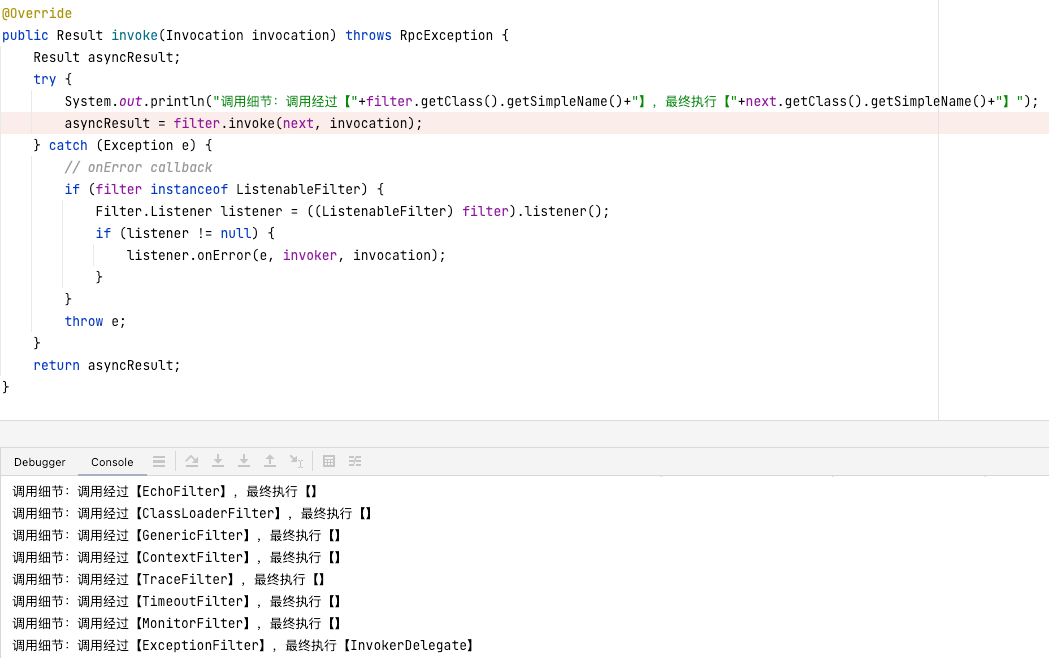 @Override
public Result invoke(Invocation invocation) throws RpcException {
    Result asyncResult;
    try {
        System.out.println("调用细节：调用经过【"+filter.getClass().getSimpleName()+"】，最终执行【"+next.getClass().getSimpleName()+"】");
        asyncResult = filter.invoke(next, invocation);
    } catch (Exception e) {
        // onError callback
        if (filter instanceof ListenableFilter) {
            Filter.Listener listener = ((ListenableFilter) filter).listener();
            if (listener != null) {
                listener.onError(e, invoker, invocation);
            }
        }
        throw e;
    }
    return asyncResult;
}
Debugger Console
调用细节：调用经过【EchoFilter】，最终执行【】
调用细节：调用经过【ClassLoaderFilter】，最终执行【】
调用细节：调用经过【GenericFilter】，最终执行【】
调用细节：调用经过【ContextFilter】，最终执行【】
调用细节：调用经过【TraceFilter】，最终执行【】
调用细节：调用经过【TimeoutFilter】，最终执行【】
调用细节：调用经过【MonitorFilter】，最终执行【】
调用细节：调用经过【ExceptionFilter】，最终执行【InvokerDelegate】